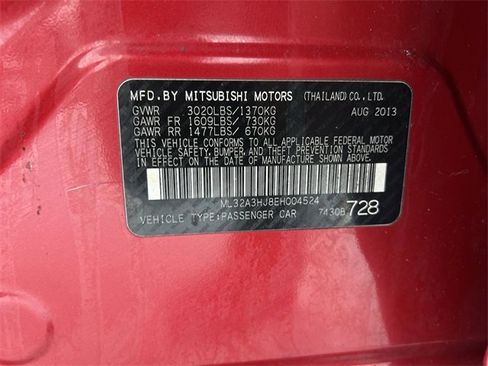 MFD.BY MITSUBISHI MOTORS (THAILAND)CO.,LTD.
GVWR 3020LBS/1370KG AUG 2013
GAWR FR 1609LBS/ 730KG
GAWR RR 1477LBS/ 670KG
THIS VEHICLE CONFORMS TO ALL APPLICABLE
FEDERAL MOTOR VEHICLE SAFETY, BUMPER,
AND THEFT PREVENTION STANDARDS IN
EFFECT ON THE DATE OF MANUFACTURE
SHOWN ABOVE.
ML32A3HJ8EH004524
VEHICLE TYPE:PASSENGER CAR 7430B 728